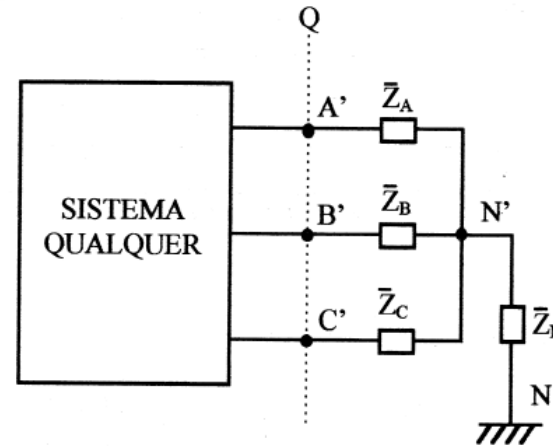 Q
A' Z̄A
SISTEMA
QUALQUER
B' Z̄B
N'
C' Z̄C
N